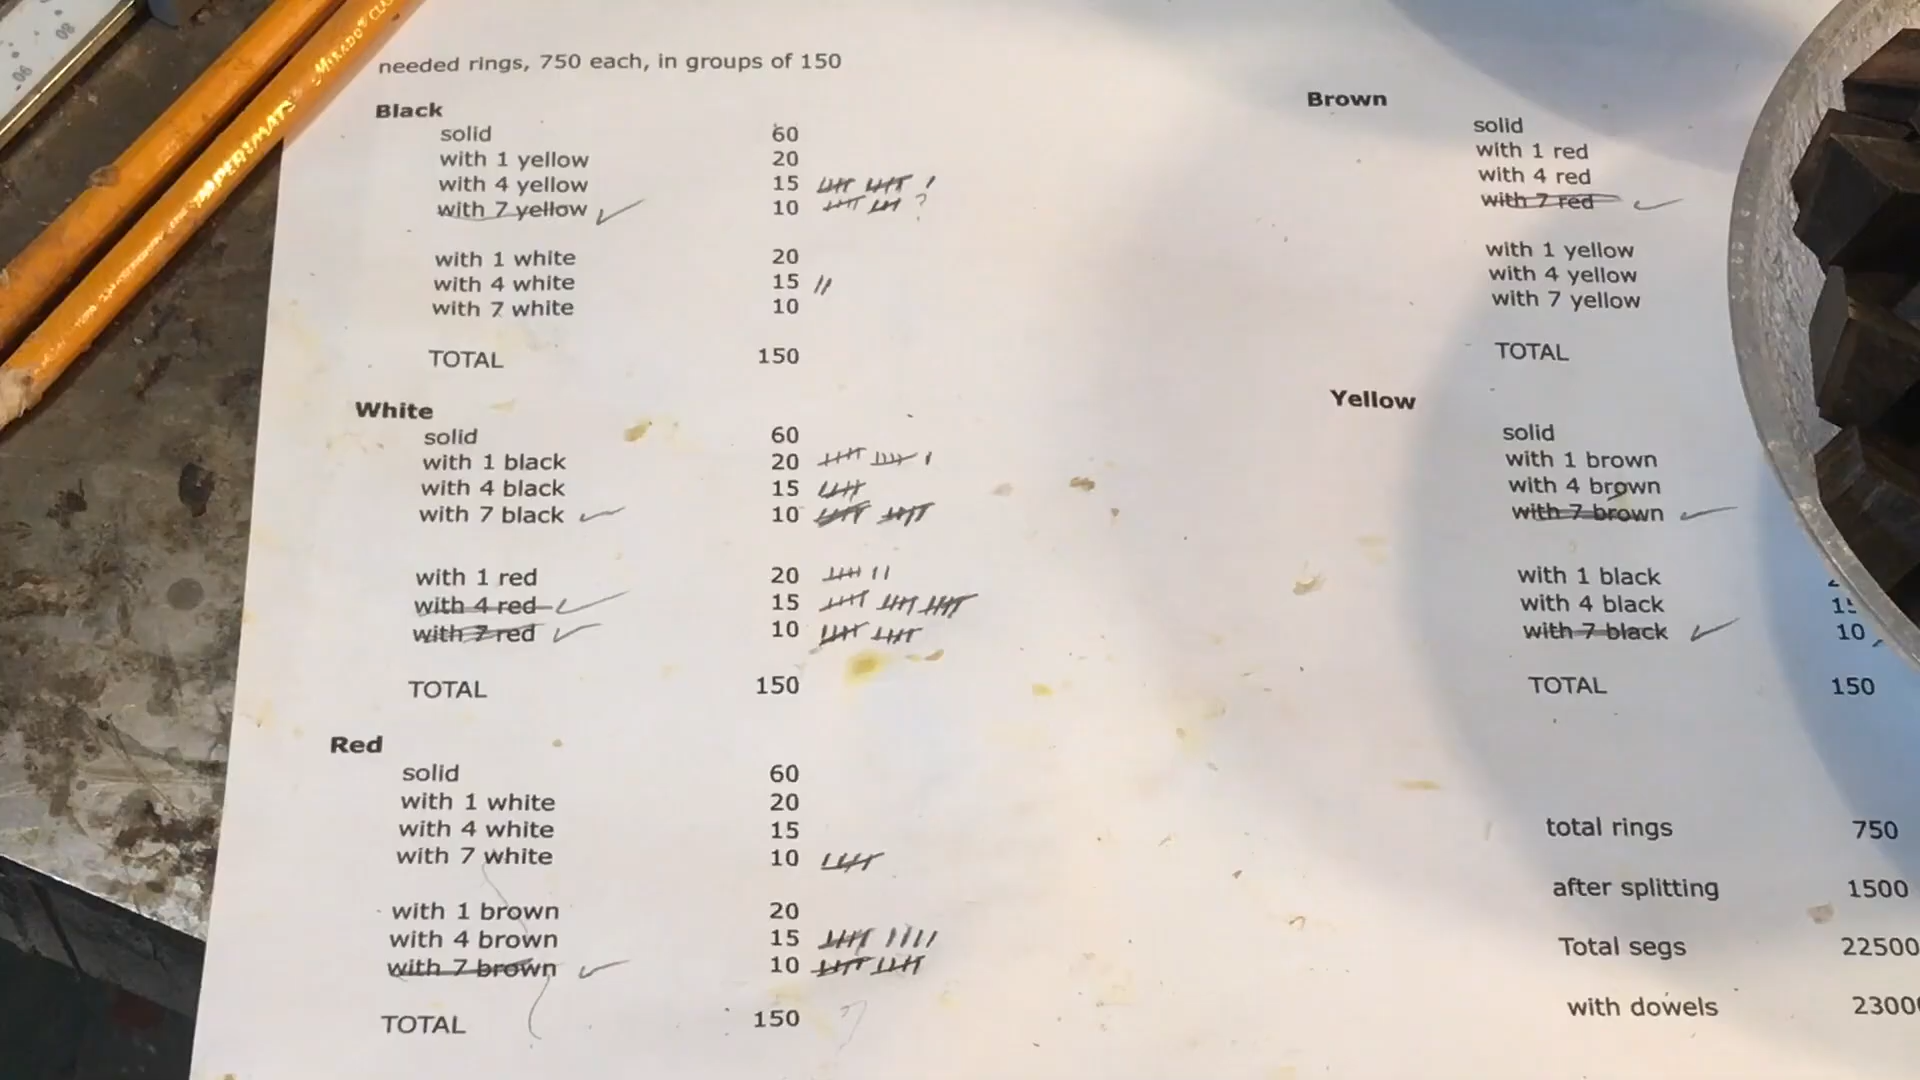 needed rings, 750 each, in groups of 150
Black
solid 60
with 1 yellow 20
with 4 yellow 15
with 7 yellow 10 ?
with 1 white 20
with 4 white 15
with 7 white 10
TOTAL 150
White
solid 60
with 1 black 20
with 4 black 15
with 7 black 10
with 1 red 20
with 4 red 15
with 7 red 10
TOTAL 150
Red
solid 60
with 1 white 20
with 4 white 15
with 7 white 10
with 1 brown 20
with 4 brown 15
with 7 brown 10
TOTAL 150
Brown
solid
with 1 red
with 4 red
with 7 red
with 1 yellow
with 4 yellow
with 7 yellow
TOTAL
Yellow
solid
with 1 brown
with 4 brown
with 7 brown
with 1 black
with 4 black
with 7 black 10
TOTAL 150
total rings 750
after splitting 1500
Total segs 22500
with dowels
MIRADO
IMPERIAL
80
90